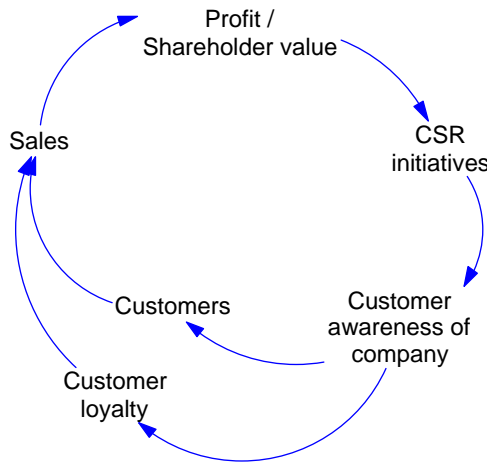 Profit /
Shareholder value
CSR
initiatives
Sales
Customers
Customer
awareness of
company
Customer
loyalty